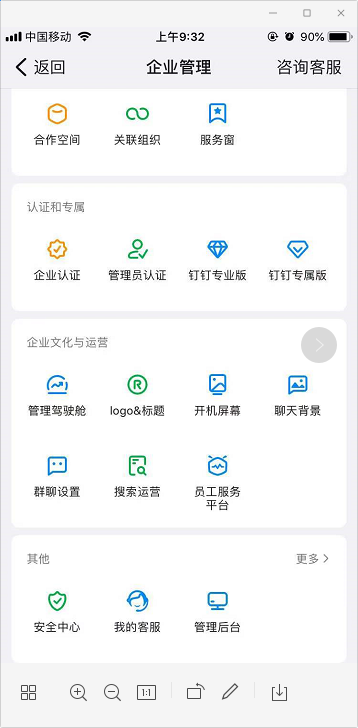 中国移动 上午9:32 90%
返回 企业管理 咨询客服
合作空间 关联组织 服务窗
认证和专属
企业认证 管理员认证 钉钉专业版 钉钉专属版
企业文化与运营
管理驾驶舱 logo&标题 开机屏幕 聊天背景
群聊设置 搜索运营 员工服务
平台
其他 更多
安全中心 我的客服 管理后台
1:1